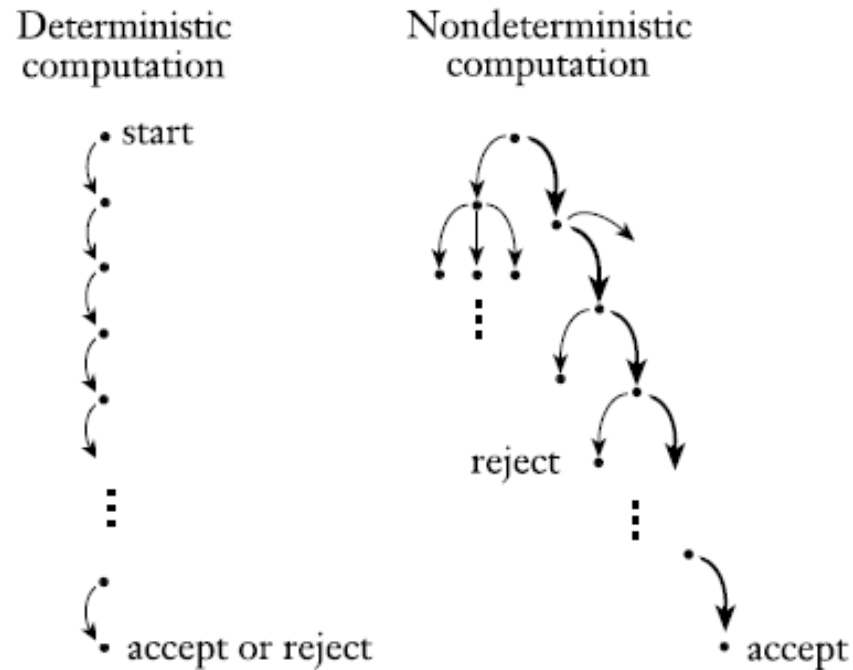 Deterministic
computation
Nondeterministic
computation
start
reject
accept or reject
accept